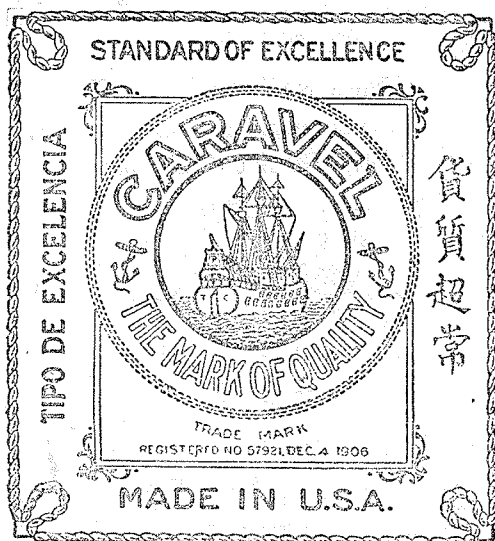 STANDARD OF EXCELLENCE
TIPO DE EXCELENCIA
CARAVEL
THE MARK OF QUALITY
貨質超常
TRADE MARK
REGISTERED NO 57921, DEC. 4 1906
MADE IN U.S.A.